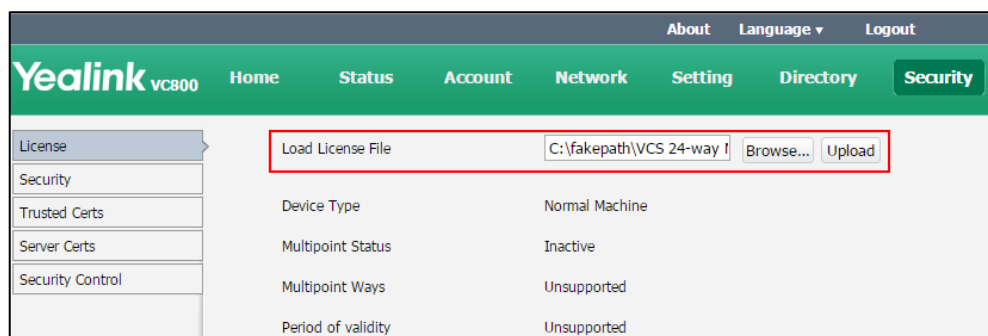 About Language ▾ Logout
Yealink VC800 Home Status Account Network Setting Directory Security
License Load License File C:\fakepath\VCS 24-way Browse... Upload
Security
Trusted Certs Device Type Normal Machine
Server Certs Multipoint Status Inactive
Security Control Multipoint Ways Unsupported
Period of validity Unsupported